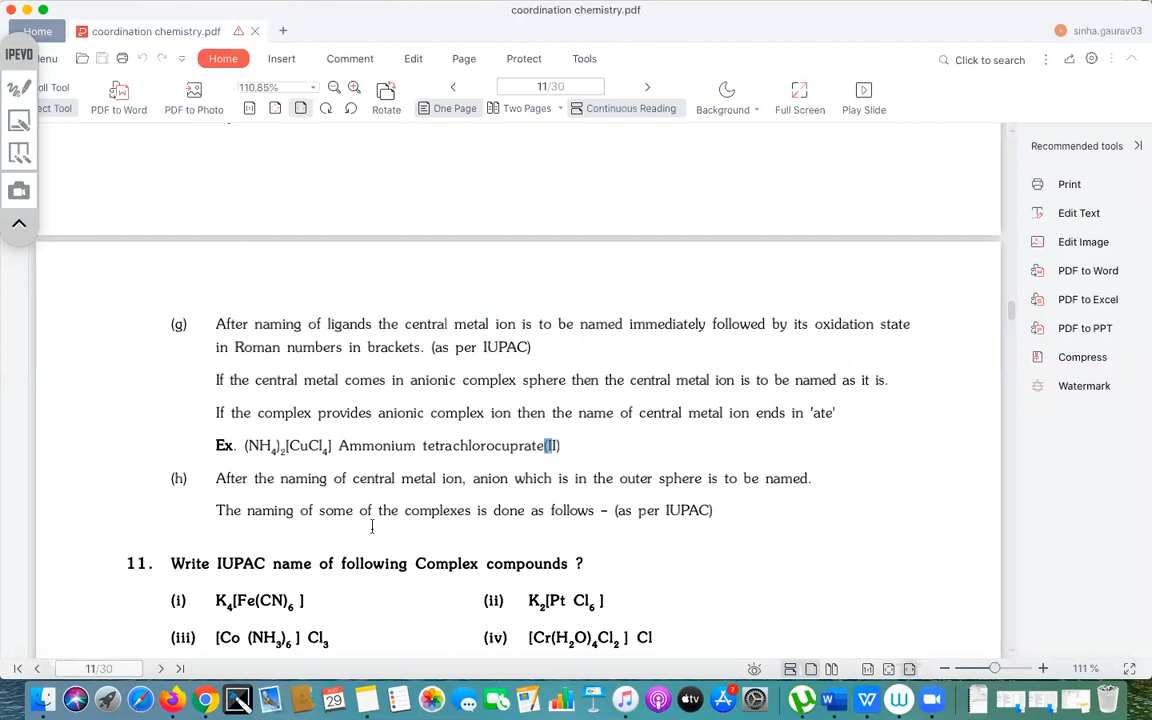 coordination chemistry.pdf
Home
coordination chemistry.pdf
sinha.gaurav03
IPEVO
enu
Home
Insert
Comment
Edit
Page
Protect
Tools
Click to search
oll Tool
ect Tool
PDF to Word
PDF to Photo
110.85%
Rotate
11/30
One Page
Two Pages
Continuous Reading
Background
Full Screen
Play Slide
Recommended tools
Print
Edit Text
Edit Image
PDF to Word
PDF to Excel
PDF to PPT
Compress
Watermark
(g) After naming of ligands the central metal ion is to be named immediately followed by its oxidation state
in Roman numbers in brackets. (as per IUPAC)
If the central metal comes in anionic complex sphere then the central metal ion is to be named as it is.
If the complex provides anionic complex ion then the name of central metal ion ends in 'ate'
Ex. (NH₄)₂[CuCl₄] Ammonium tetrachlorocuprate(II)
(h) After the naming of central metal ion, anion which is in the outer sphere is to be named.
The naming of some of the complexes is done as follows – (as per IUPAC)
11. Write IUPAC name of following Complex compounds ?
(i) K₄[Fe(CN)₆ ] (ii) K₂[Pt Cl₆ ]
(iii) [Co (NH₃)₆ ] Cl₃ (iv) [Cr(H₂O)₄Cl₂ ] Cl
11/30
111 %
AUG
29
7